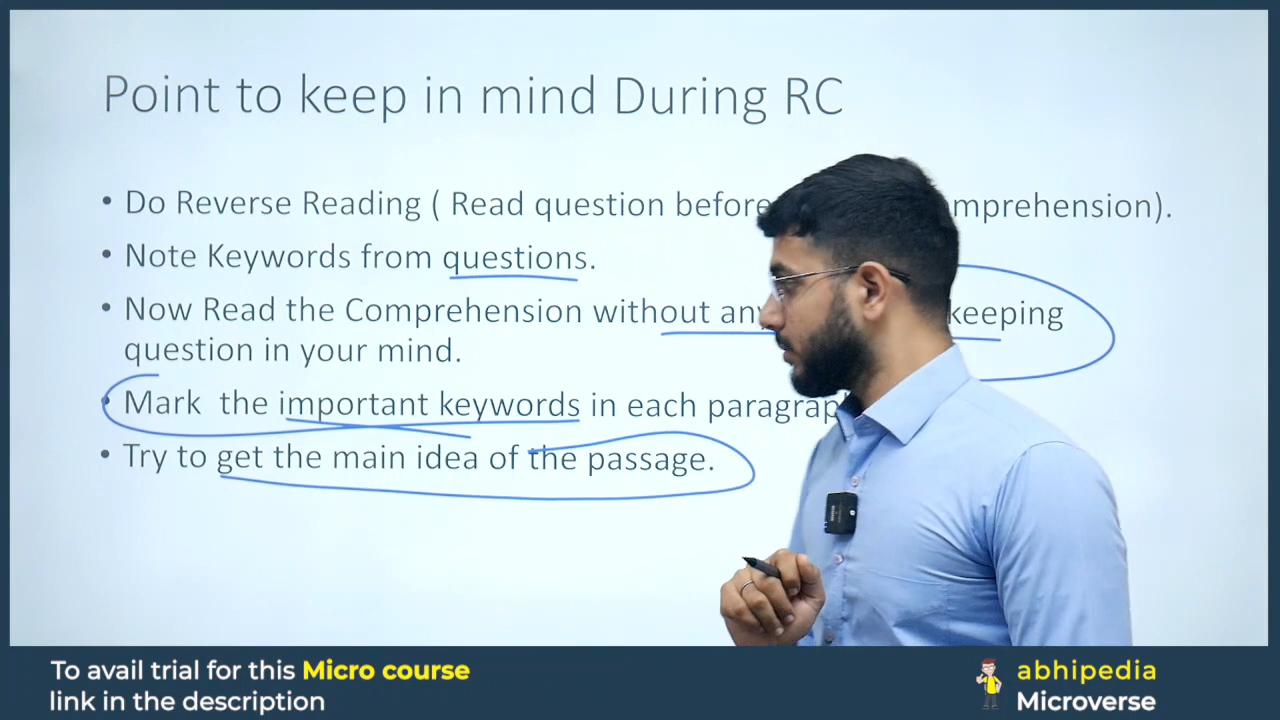 Point to keep in mind During RC
• Do Reverse Reading ( Read question before mprehension).
• Note Keywords from questions.
• Now Read the Comprehension without any keeping
question in your mind.
• Mark the important keywords in each paragrap
• Try to get the main idea of the passage.
To avail trial for this Micro course
link in the description
abhipedia
Microverse